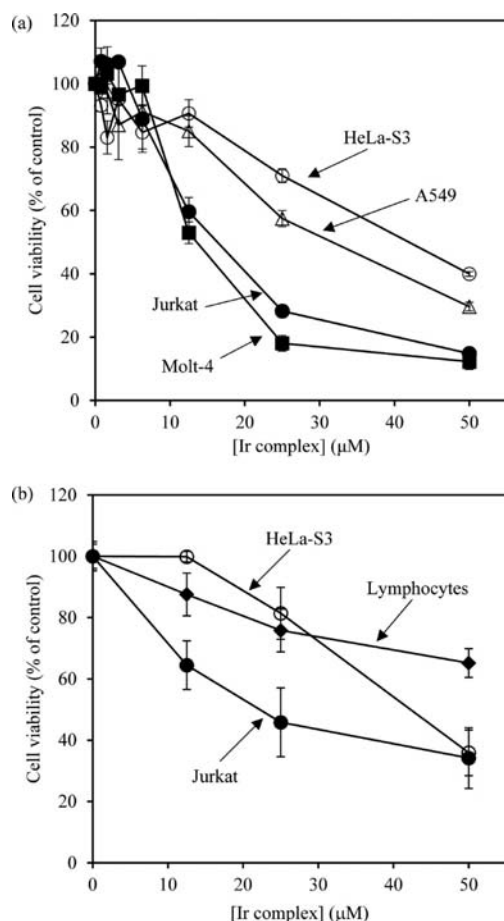 (a)
120
100
80
60
40
20
0
Cell viability (% of control)
HeLa-S3
A549
Jurkat
Molt-4
0 10 20 30 40 50
[Ir complex] (μM)
(b)
120
100
80
60
40
20
0
Cell viability (% of control)
HeLa-S3
Lymphocytes
Jurkat
0 10 20 30 40 50
[Ir complex] (μM)